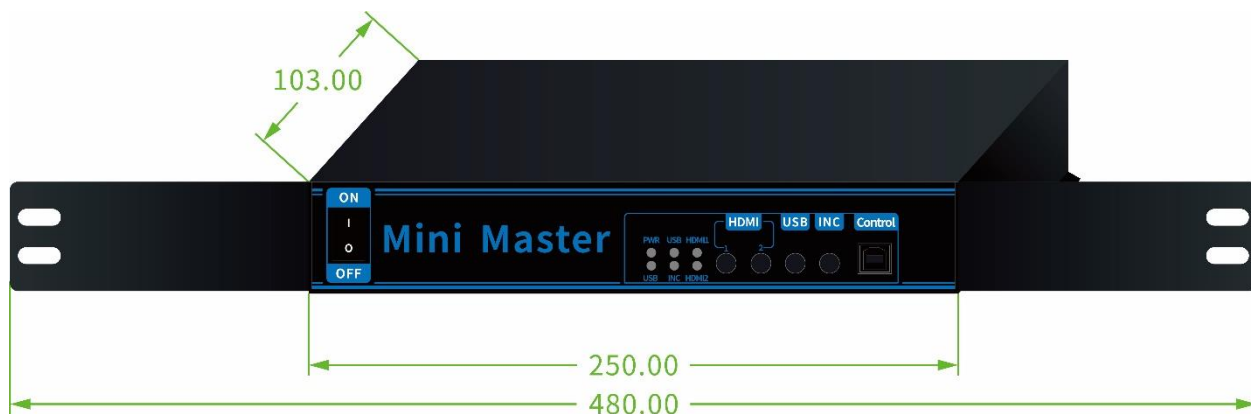 103.00
ON
I
O
OFF
Mini Master
HDMI USB INC Control
1 2
PWR USB HDMI1
USB INC HDMI2
250.00
480.00